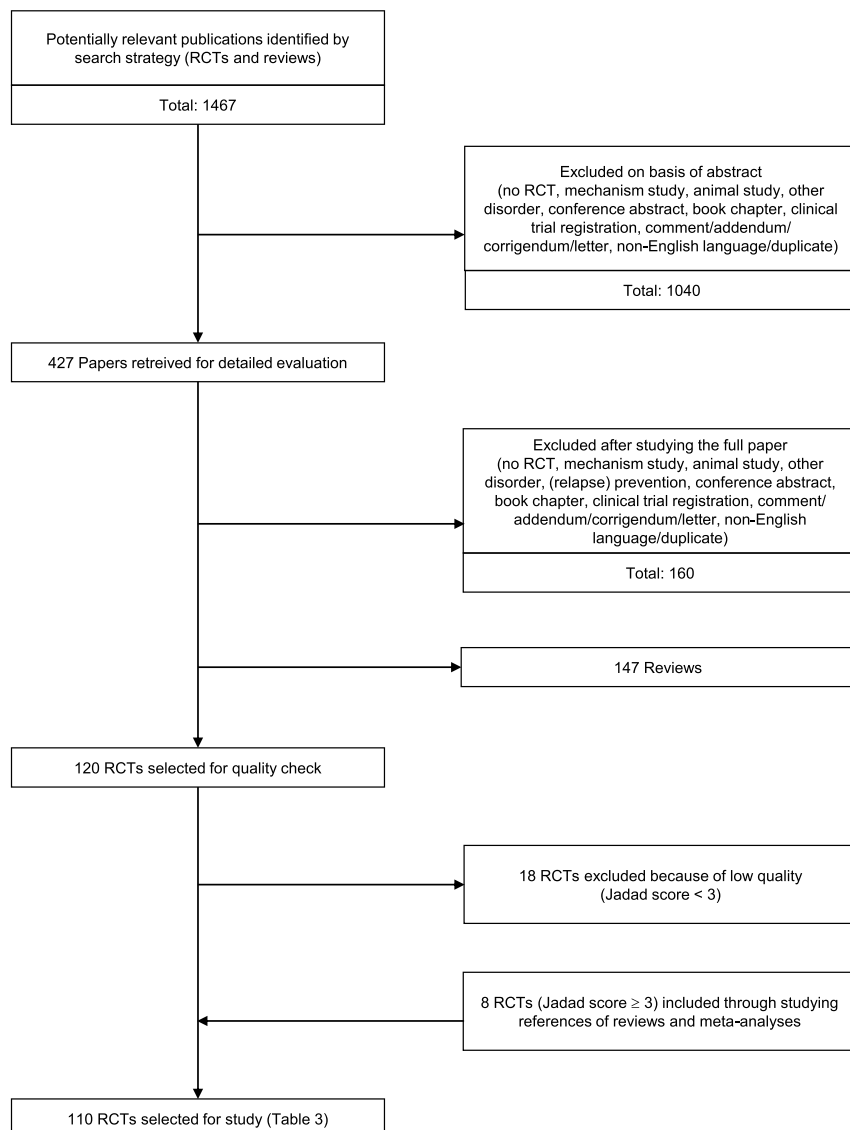 Potentially relevant publications identified by
search strategy (RCTs and reviews)
Total: 1467
Excluded on basis of abstract
(no RCT, mechanism study, animal study, other
disorder, conference abstract, book chapter, clinical
trial registration, comment/addendum/
corrigendum/letter, non-English language/duplicate)
Total: 1040
427 Papers retreived for detailed evaluation
Excluded after studying the full paper
(no RCT, mechanism study, animal study, other
disorder, (relapse) prevention, conference abstract,
book chapter, clinical trial registration, comment/
addendum/corrigendum/letter, non-English
language/duplicate)
Total: 160
147 Reviews
120 RCTs selected for quality check
18 RCTs excluded because of low quality
(Jadad score < 3)
8 RCTs (Jadad score ≥ 3) included through studying
references of reviews and meta-analyses
110 RCTs selected for study (Table 3)